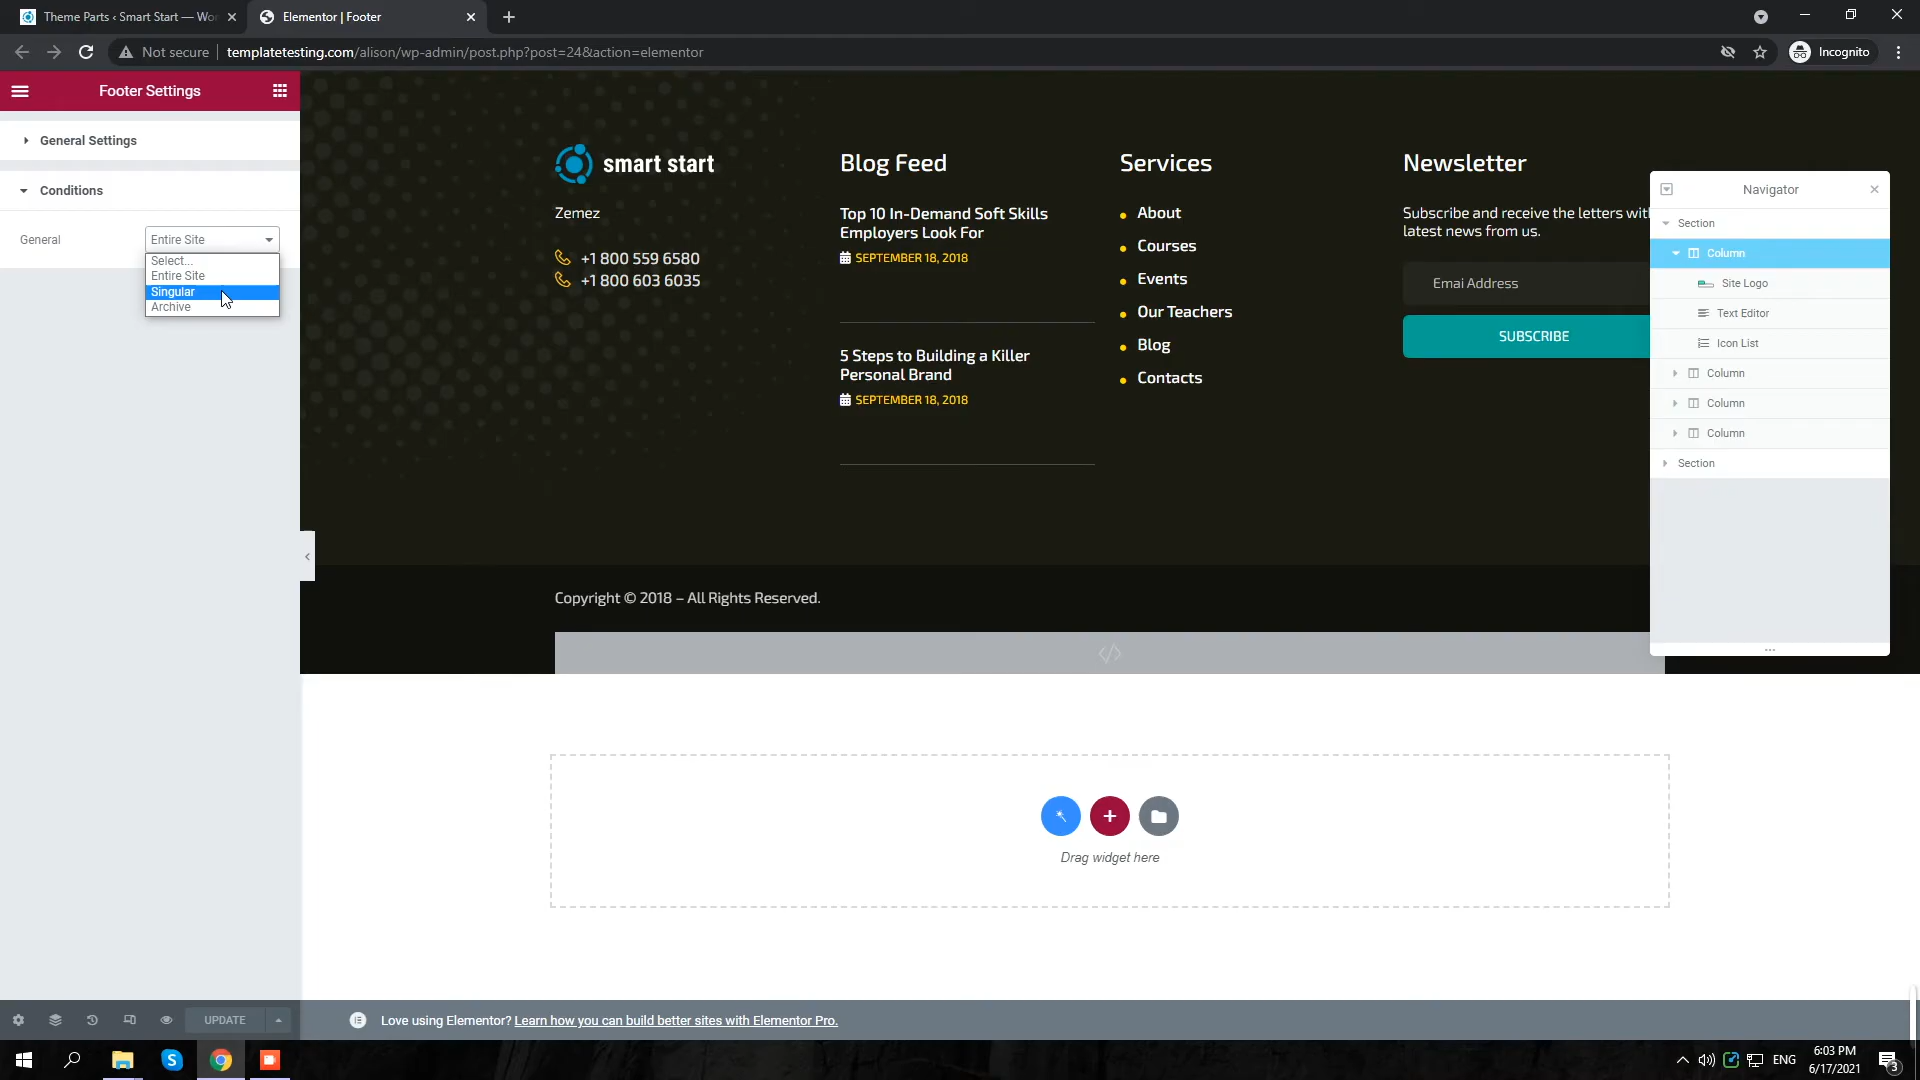 Theme Parts ‹ Smart Start — Wo
Elementor | Footer
Not secure
templatetesting.com/alison/wp-admin/post.php?post=24&action=elementor
Incognito
Footer Settings
General Settings
Conditions
General
Entire Site
Select...
Entire Site
Singular
Archive
smart start
Zemez
+1 800 559 6580
+1 800 603 6035
Blog Feed
Top 10 In-Demand Soft Skills
Employers Look For
SEPTEMBER 18, 2018
5 Steps to Building a Killer
Personal Brand
SEPTEMBER 18, 2018
Services
About
Courses
Events
Our Teachers
Blog
Contacts
Newsletter
Subscribe and receive the letters wit
latest news from us.
Emai Address
SUBSCRIBE
Navigator
Section
Column
Site Logo
Text Editor
Icon List
Column
Column
Column
Section
Copyright © 2018 – All Rights Reserved.
Drag widget here
UPDATE
Love using Elementor? Learn how you can build better sites with Elementor Pro.
ENG
6:03 PM
6/17/2021
3